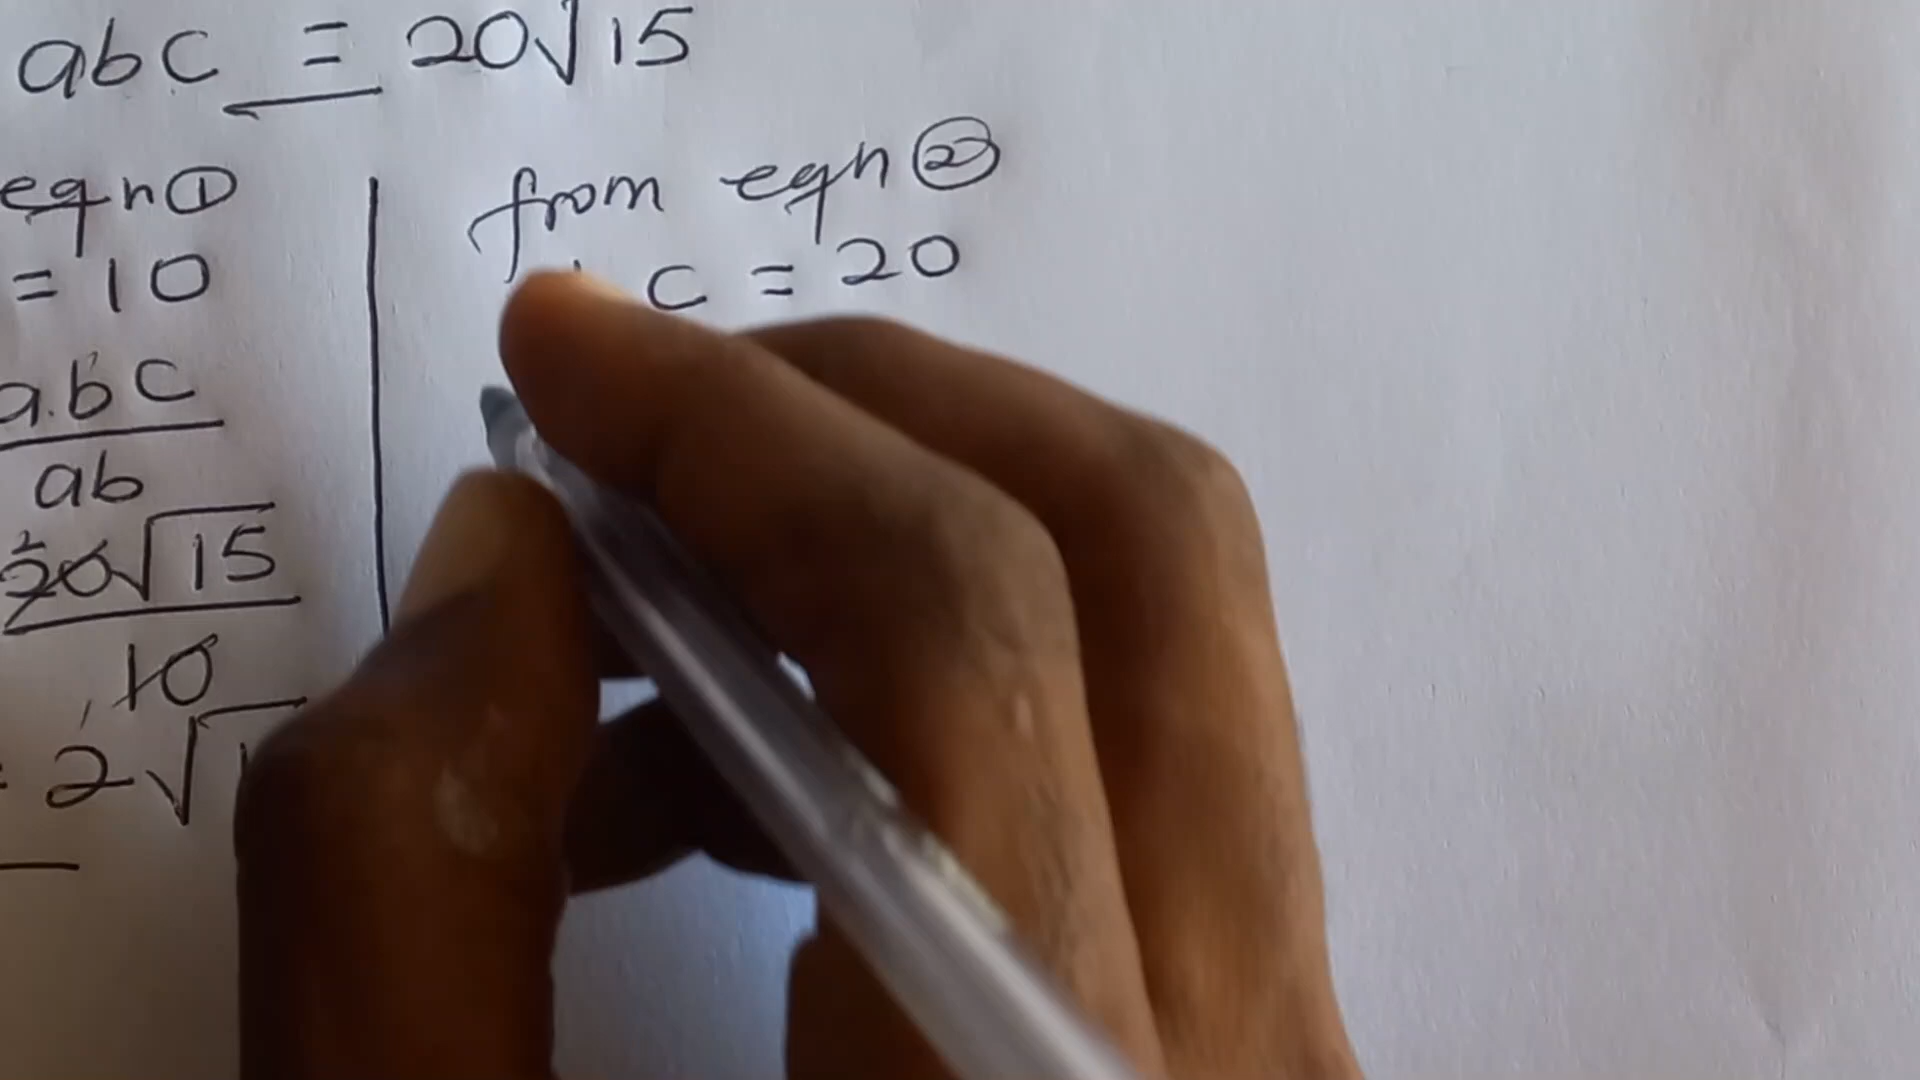 abc = 20√15
eqn①
= 10
a.bc
ab
20√15
10
2√
from eqn②
c = 20